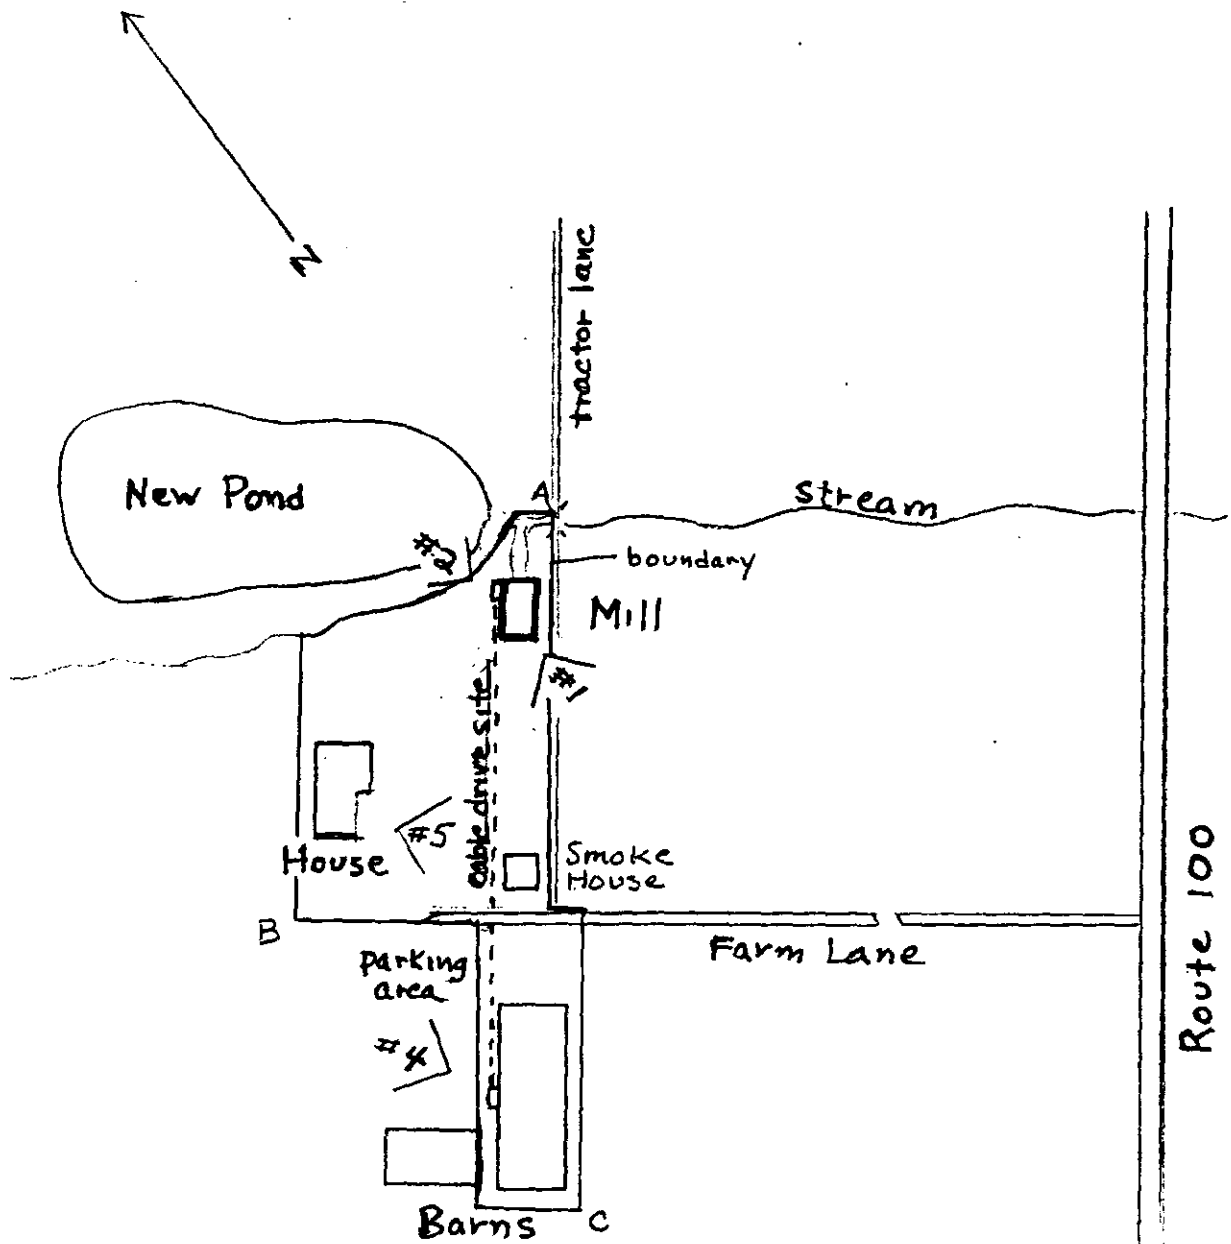 N
tractor lane
New Pond
A
stream
#2
boundary
Mill
#1
cable drive site
#5
House
Smoke
House
B
Farm Lane
parking
area
#4
Route 100
Barns
C